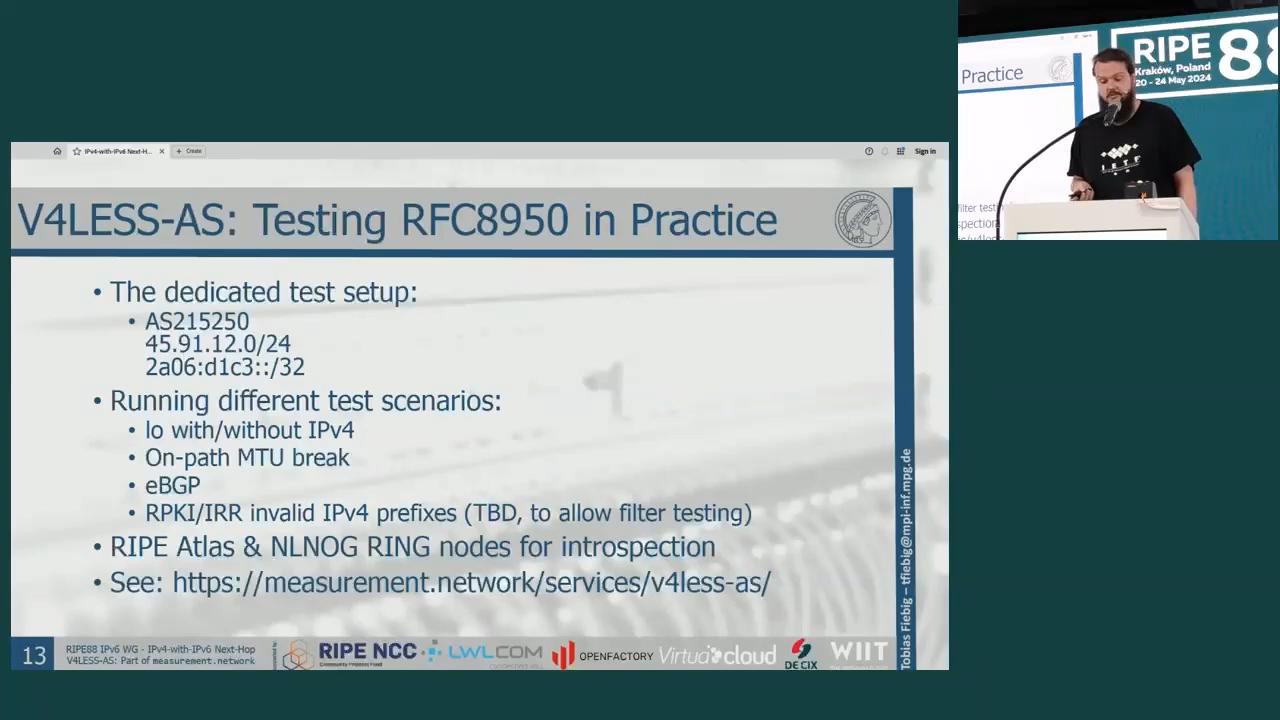 IPv4-with-IPv6 Next-H...
Create
Sign in
V4LESS-AS: Testing RFC8950 in Practice
• The dedicated test setup:
• AS215250
45.91.12.0/24
2a06:d1c3::/32
• Running different test scenarios:
• lo with/without IPv4
• On-path MTU break
• eBGP
• RPKI/IRR invalid IPv4 prefixes (TBD, to allow filter testing)
• RIPE Atlas & NLNOG RING nodes for introspection
• See: https://measurement.network/services/v4less-as/
Tobias Fiebig – tfiebig@mpi-inf.mpg.de
13
RIPE88 IPv6 WG - IPv4-with-IPv6 Next-Hop
V4LESS-AS: Part of measurement.network
RIPE NCC
LWLCOM
OPENFACTORY
Virtua cloud
DE CIX
WIIT
Practice
RIPE 88
Kraków, Poland
20 - 24 May 2024
IETF
filter test
spection